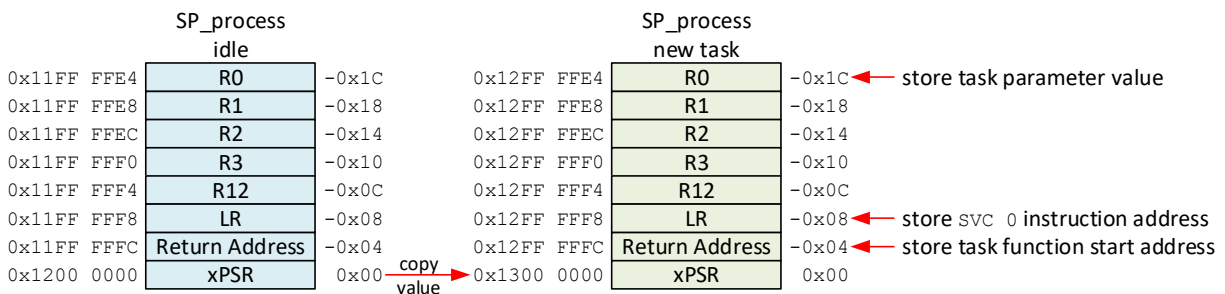 SP_process SP_process
idle new task
0x11FF FFE4 R0 -0x1C 0x12FF FFE4 R0 -0x1C store task parameter value
0x11FF FFE8 R1 -0x18 0x12FF FFE8 R1 -0x18
0x11FF FFEC R2 -0x14 0x12FF FFEC R2 -0x14
0x11FF FFF0 R3 -0x10 0x12FF FFF0 R3 -0x10
0x11FF FFF4 R12 -0x0C 0x12FF FFF4 R12 -0x0C
0x11FF FFF8 LR -0x08 0x12FF FFF8 LR -0x08 store SVC 0 instruction address
0x11FF FFFC Return Address -0x04 0x12FF FFFC Return Address -0x04 store task function start address
0x1200 0000 xPSR 0x00 copy value 0x1300 0000 xPSR 0x00